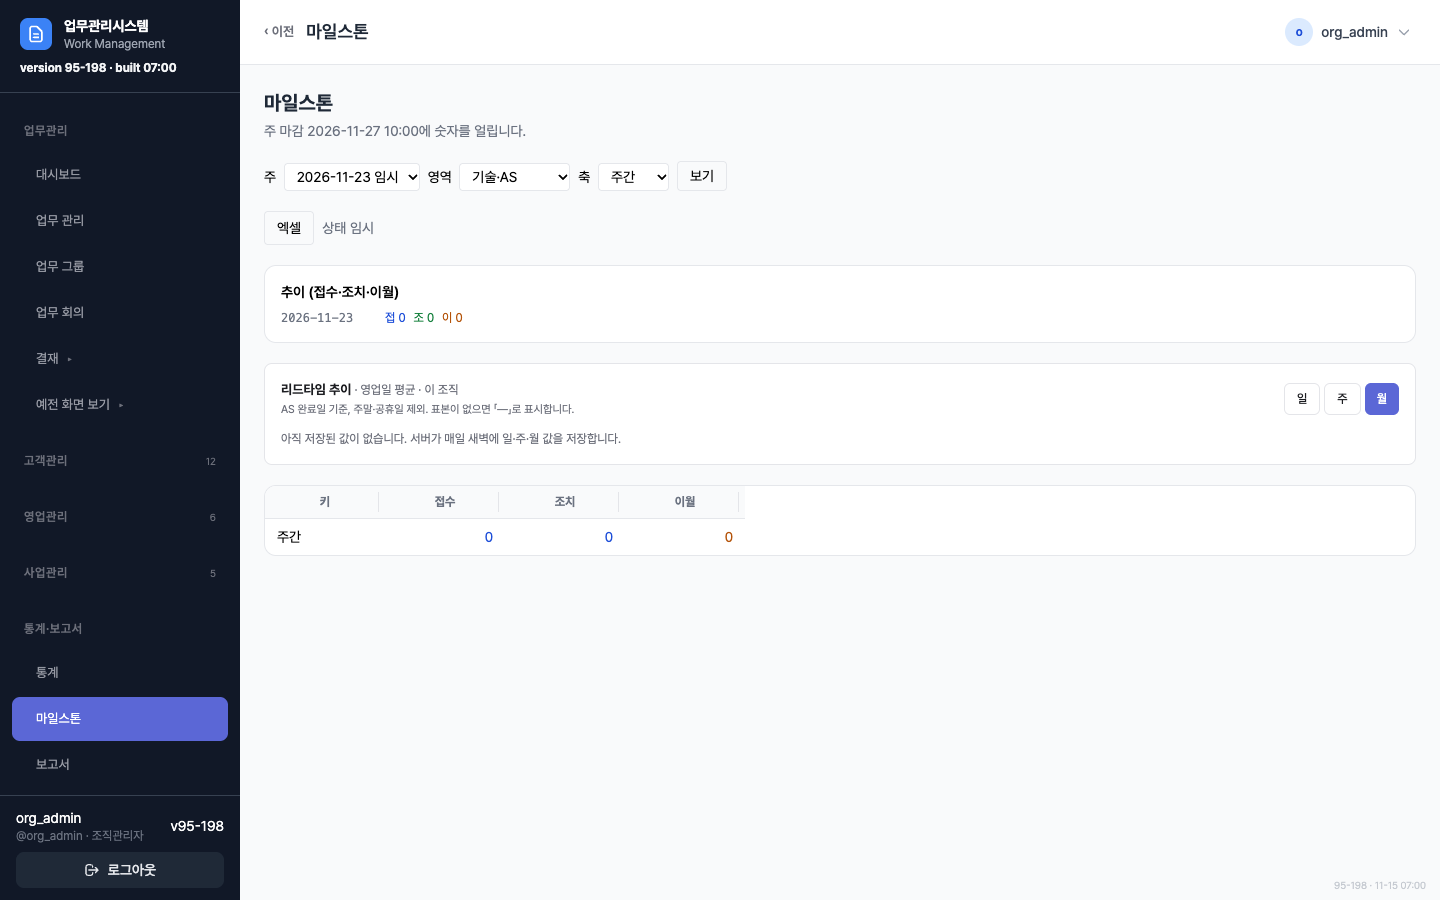 업무관리시스템
Work Management
version 95-198 · built 07:00
업무관리
대시보드
업무 관리
업무 그룹
업무 회의
결재 ▸
예전 화면 보기 ▸
고객관리 12
영업관리 6
사업관리 5
통계·보고서
통계
마일스톤
보고서
org_admin
@org_admin · 조직관리자
v95-198
로그아웃
‹ 이전 마일스톤
o org_admin
마일스톤
주 마감 2026-11-27 10:00에 숫자를 얼립니다.
주 2026-11-23 임시 영역 기술·AS 축 주간 보기
엑셀 상태 임시
추이 (접수·조치·이월)
2026-11-23 접 0 조 0 이 0
리드타임 추이 · 영업일 평균 · 이 조직
AS 완료일 기준, 주말·공휴일 제외. 표본이 없으면 「—」로 표시합니다.
일 주 월
아직 저장된 값이 없습니다. 서버가 매일 새벽에 일·주·월 값을 저장합니다.
키 접수 조치 이월
주간 0 0 0
95-198 · 11-15 07:00